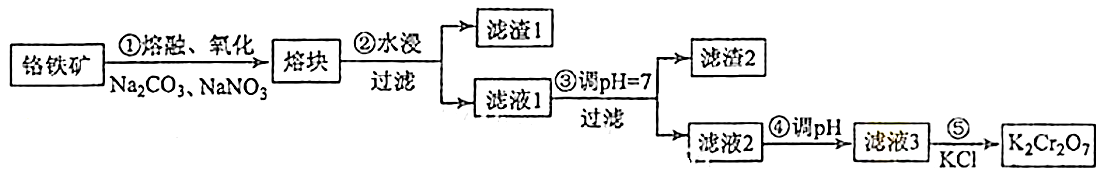 铬铁矿
①熔融、氧化
Na₂CO₃、NaNO₃
熔块
②水浸
过滤
滤渣1
滤液1
③调pH=7
过滤
滤渣2
滤液2
④调pH
滤液3
⑤
KCl
K₂Cr₂O₇